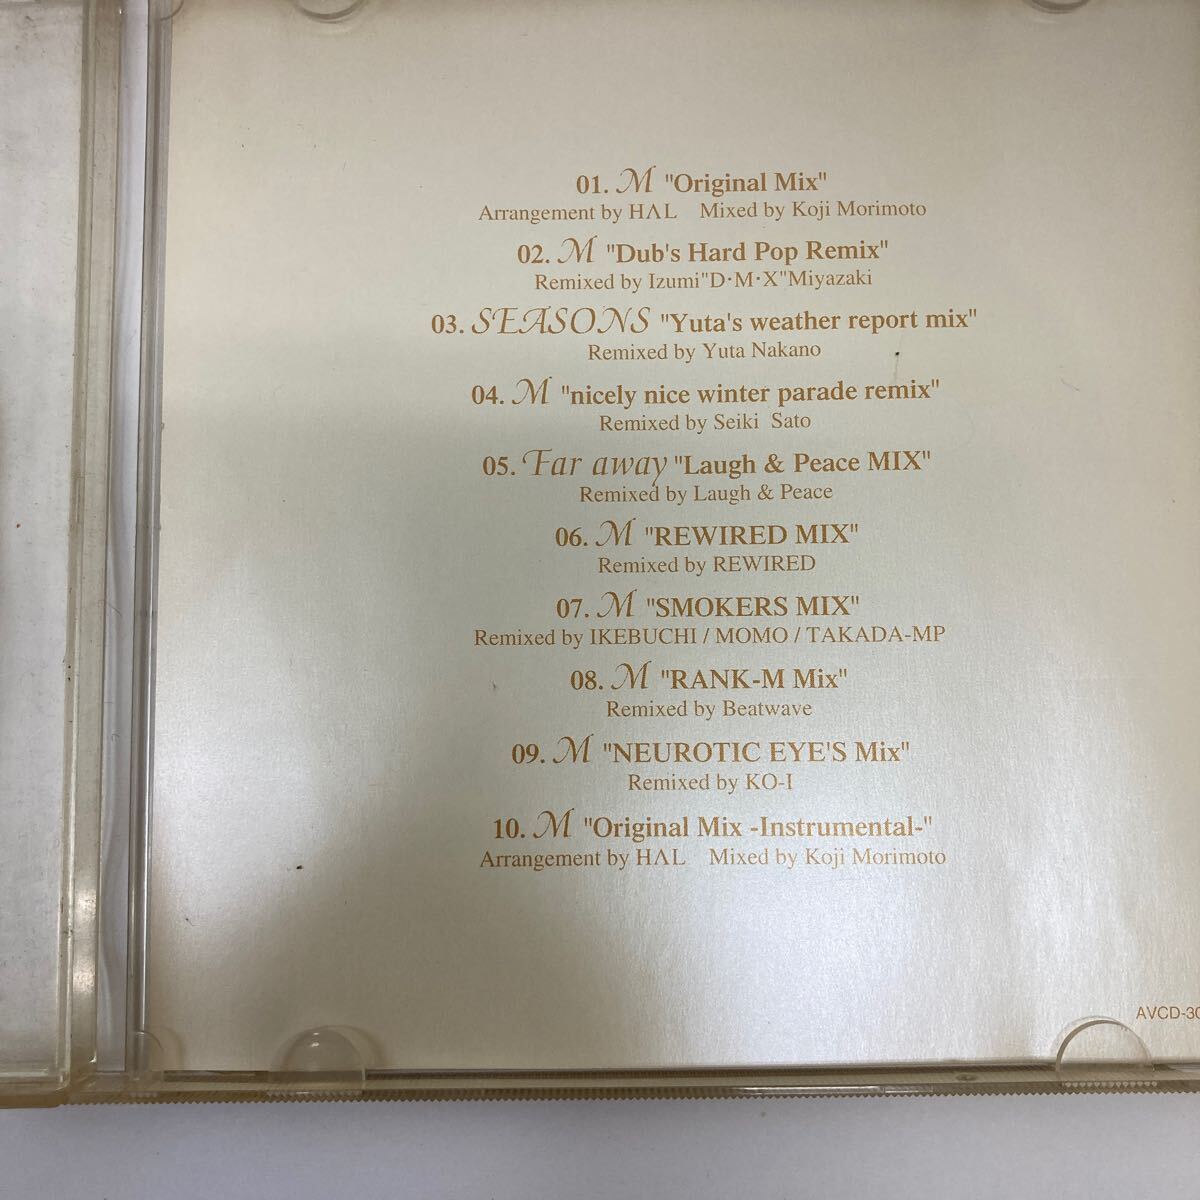 01. M "Original Mix"
Arrangement by HΛL Mixed by Koji Morimoto
02. M "Dub's Hard Pop Remix"
Remixed by Izumi"D·M·X"Miyazaki
03. SEASONS "Yuta's weather report mix"
Remixed by Yuta Nakano
04. M "nicely nice winter parade remix"
Remixed by Seiki Sato
05. Far away "Laugh & Peace MIX"
Remixed by Laugh & Peace
06. M "REWIRED MIX"
Remixed by REWIRED
07. M "SMOKERS MIX"
Remixed by IKEBUCHI / MOMO / TAKADA-MP
08. M "RANK-M Mix"
Remixed by Beatwave
09. M "NEUROTIC EYE'S Mix"
Remixed by KO-I
10. M "Original Mix -Instrumental-"
Arrangement by HΛL Mixed by Koji Morimoto
AVCD-30